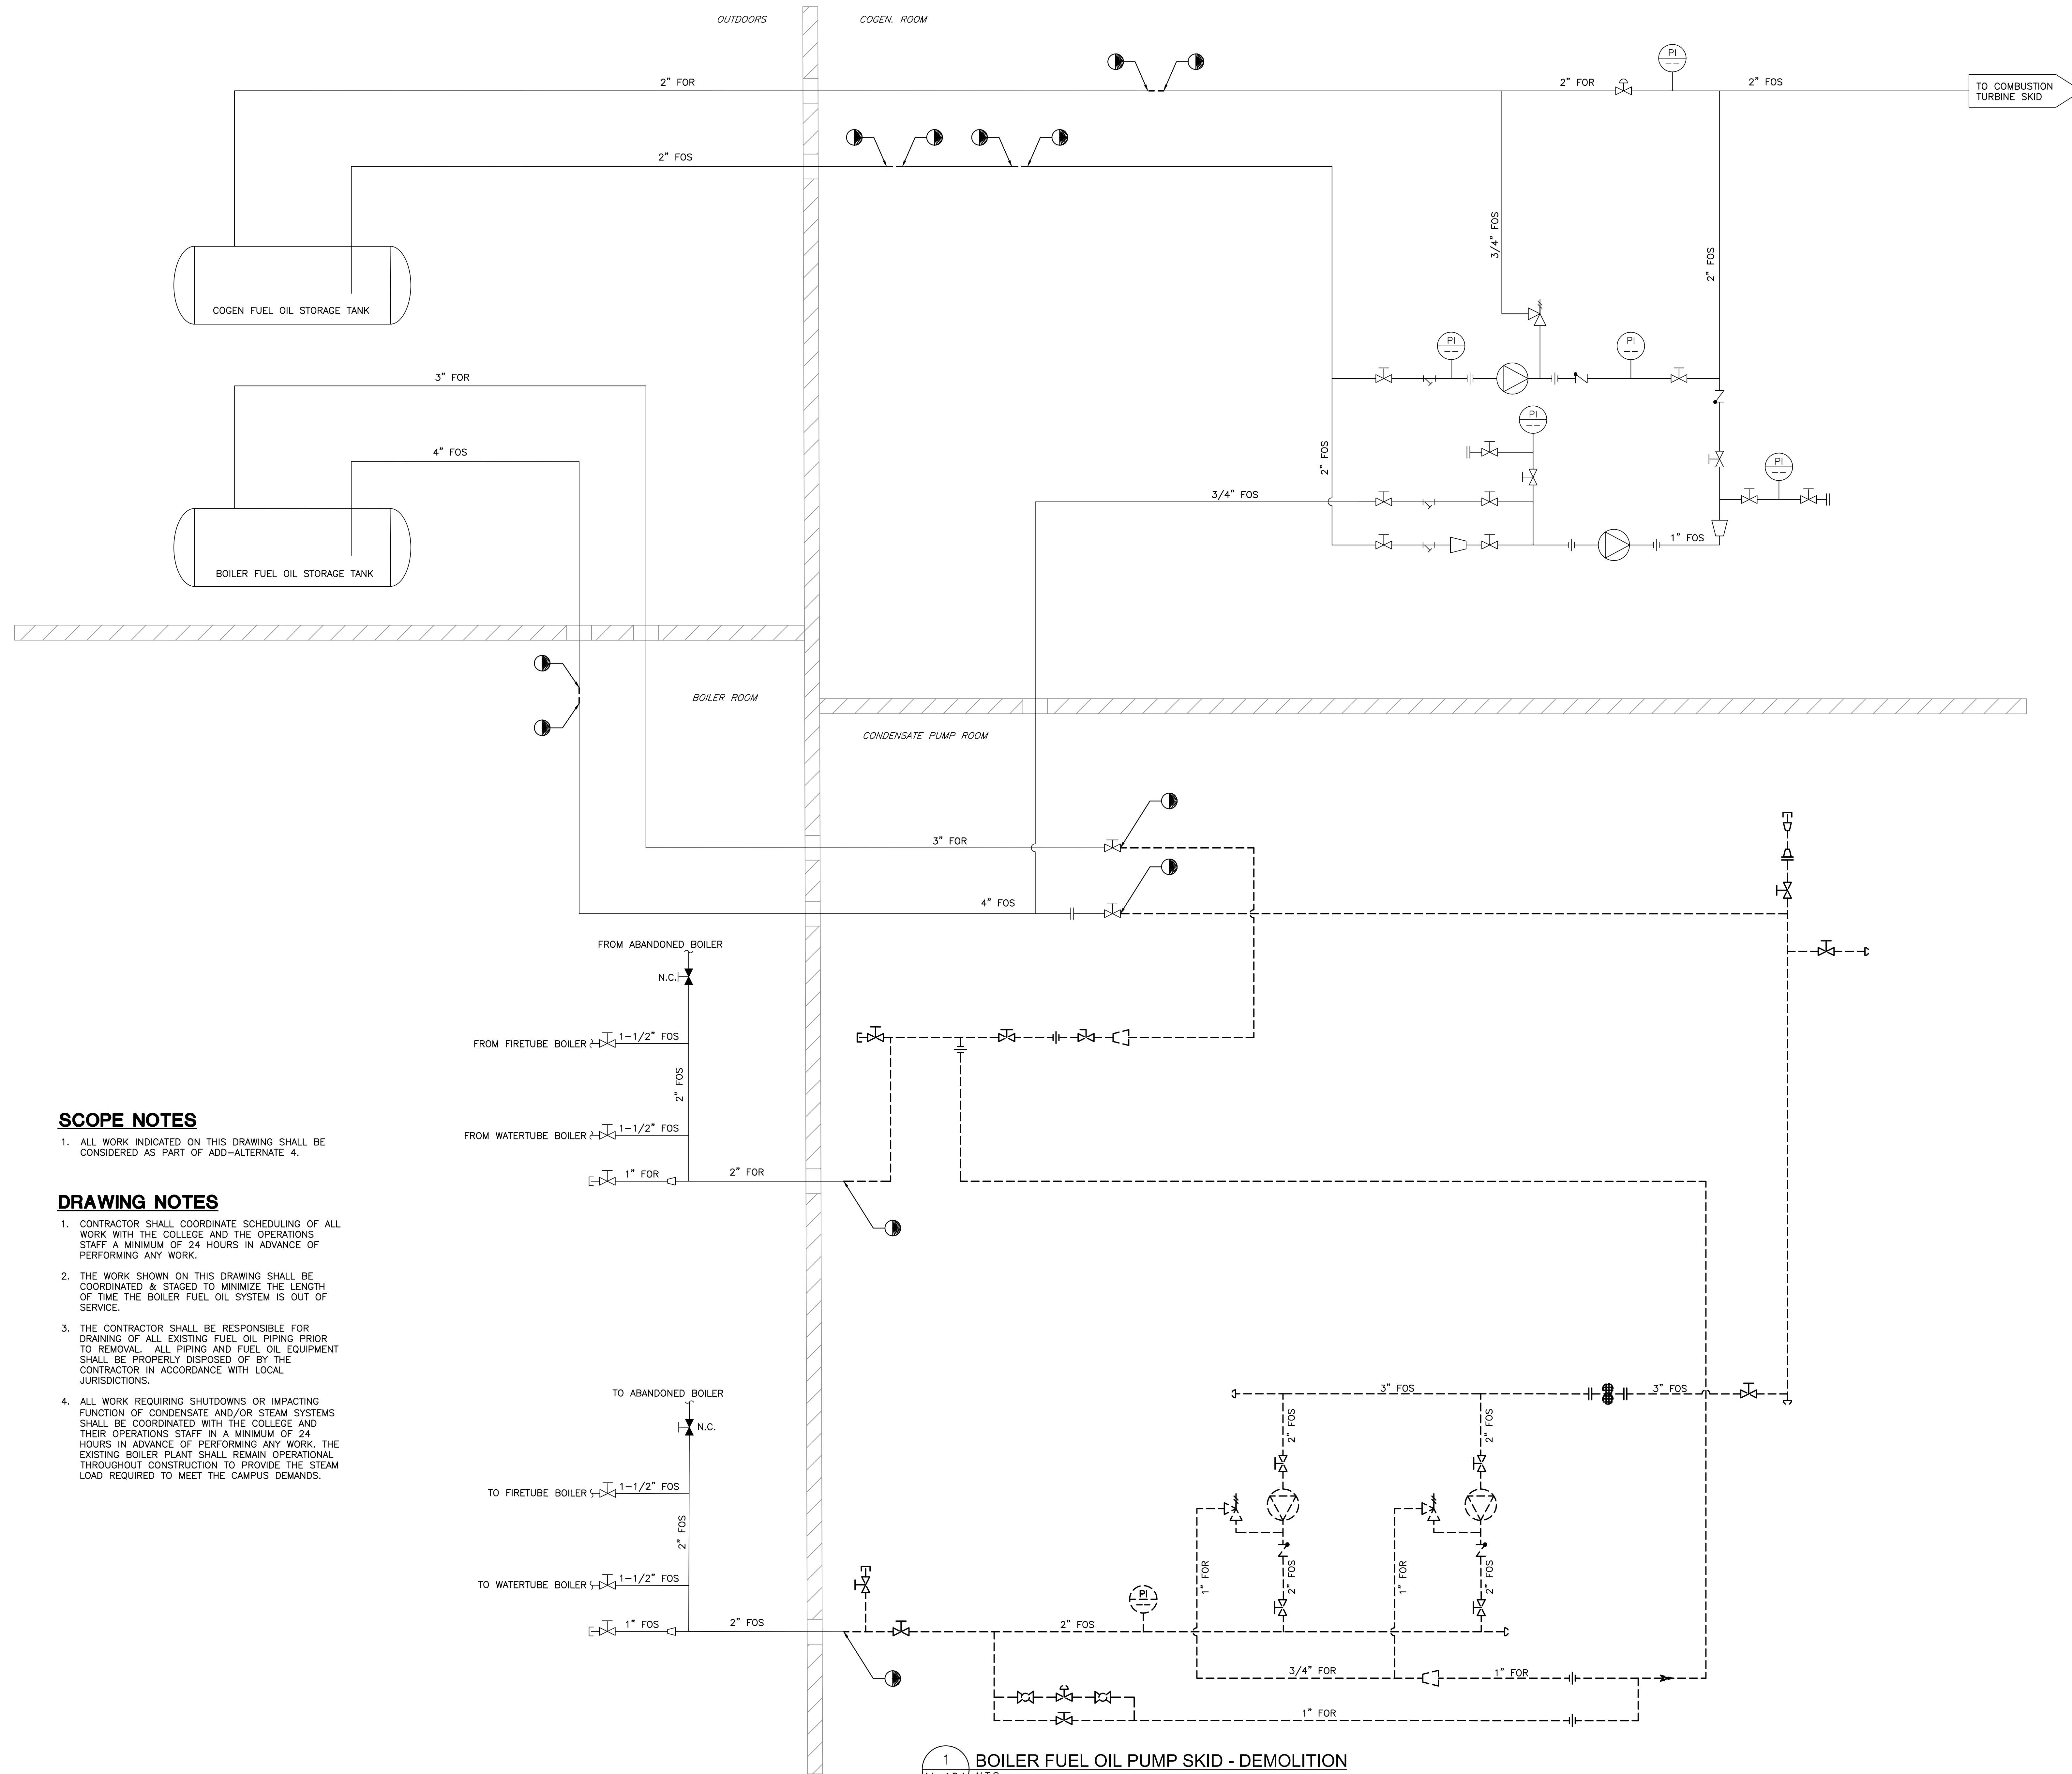 OUTDOORS
COGEN. ROOM
PI
--
2" FOR
2" FOR
2" FOS
TO COMBUSTION
TURBINE SKID
2" FOS
3/4" FOS
2" FOS
COGEN FUEL OIL STORAGE TANK
PI
--
PI
--
3" FOR
PI
--
4" FOS
2" FOS
PI
--
3/4" FOS
1" FOS
BOILER FUEL OIL STORAGE TANK
BOILER ROOM
CONDENSATE PUMP ROOM
3" FOR
4" FOS
FROM ABANDONED BOILER
N.C.
FROM FIRETUBE BOILER
1-1/2" FOS
2" FOS
FROM WATERTUBE BOILER
1-1/2" FOS
1" FOR
2" FOR
SCOPE NOTES
1. ALL WORK INDICATED ON THIS DRAWING SHALL BE
CONSIDERED AS PART OF ADD-ALTERNATE 4.
DRAWING NOTES
1. CONTRACTOR SHALL COORDINATE SCHEDULING OF ALL
WORK WITH THE COLLEGE AND THE OPERATIONS
STAFF A MINIMUM OF 24 HOURS IN ADVANCE OF
PERFORMING ANY WORK.
2. THE WORK SHOWN ON THIS DRAWING SHALL BE
COORDINATED & STAGED TO MINIMIZE THE LENGTH
OF TIME THE BOILER FUEL OIL SYSTEM IS OUT OF
SERVICE.
3. THE CONTRACTOR SHALL BE RESPONSIBLE FOR
DRAINING OF ALL EXISTING FUEL OIL PIPING PRIOR
TO REMOVAL. ALL PIPING AND FUEL OIL EQUIPMENT
SHALL BE PROPERLY DISPOSED OF BY THE
CONTRACTOR IN ACCORDANCE WITH LOCAL
JURISDICTIONS.
4. ALL WORK REQUIRING SHUTDOWNS OR IMPACTING
FUNCTION OF CONDENSATE AND/OR STEAM SYSTEMS
SHALL BE COORDINATED WITH THE COLLEGE AND
THEIR OPERATIONS STAFF IN A MINIMUM OF 24
HOURS IN ADVANCE OF PERFORMING ANY WORK. THE
EXISTING BOILER PLANT SHALL REMAIN OPERATIONAL
THROUGHOUT CONSTRUCTION TO PROVIDE THE STEAM
LOAD REQUIRED TO MEET THE CAMPUS DEMANDS.
TO ABANDONED BOILER
N.C.
TO FIRETUBE BOILER
1-1/2" FOS
2" FOS
TO WATERTUBE BOILER
1-1/2" FOS
1" FOS
2" FOS
3" FOS
3" FOS
2" FOS
2" FOS
1" FOR
2" FOS
1" FOR
2" FOS
PI
--
2" FOS
3/4" FOR
1" FOR
1" FOR
1
BOILER FUEL OIL PUMP SKID - DEMOLITION